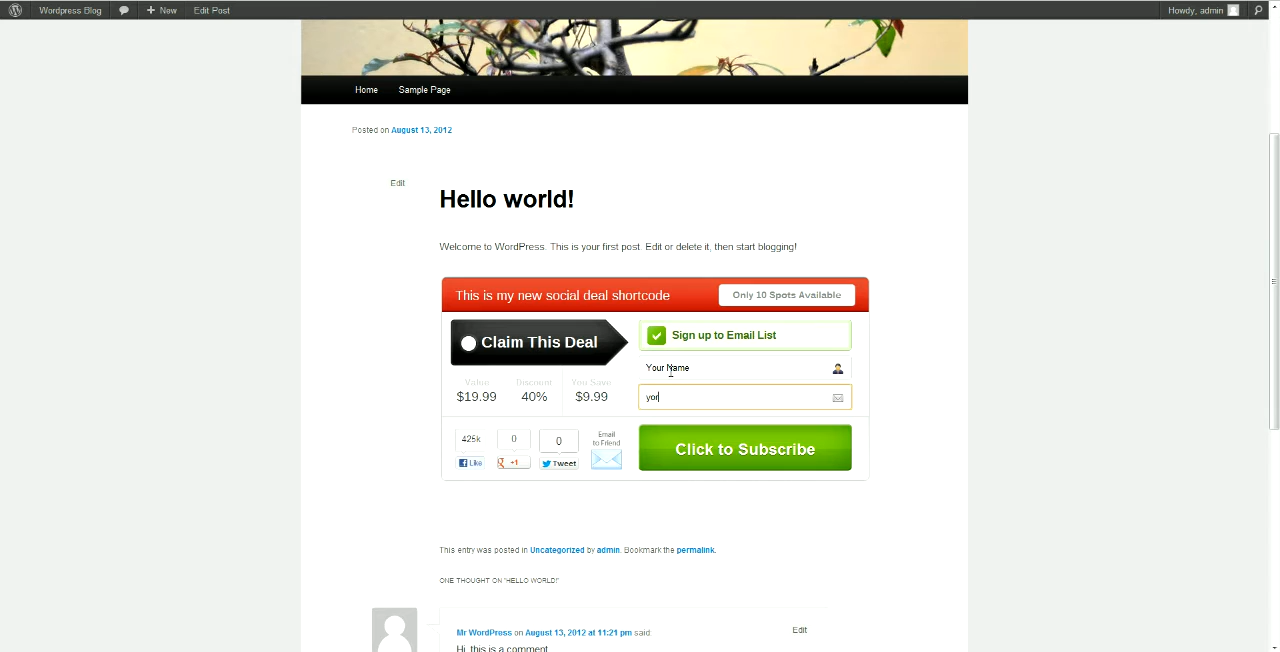 Wordpress Blog
New
Edit Post
Howdy, admin
Home
Sample Page
Posted on August 13, 2012
Edit
Hello world!
Welcome to WordPress. This is your first post. Edit or delete it, then start blogging!
This is my new social deal shortcode
Only 10 Spots Available
Claim This Deal
Sign up to Email List
Your Name
Value
Discount
You Save
$19.99
40%
$9.99
yor
425k
0
0
Email
to Friend
Like
+1
Tweet
Click to Subscribe
This entry was posted in Uncategorized by admin. Bookmark the permalink.
ONE THOUGHT ON "HELLO WORLD!"
Mr WordPress on August 13, 2012 at 11:21 pm said:
Edit
Hi, this is a comment.